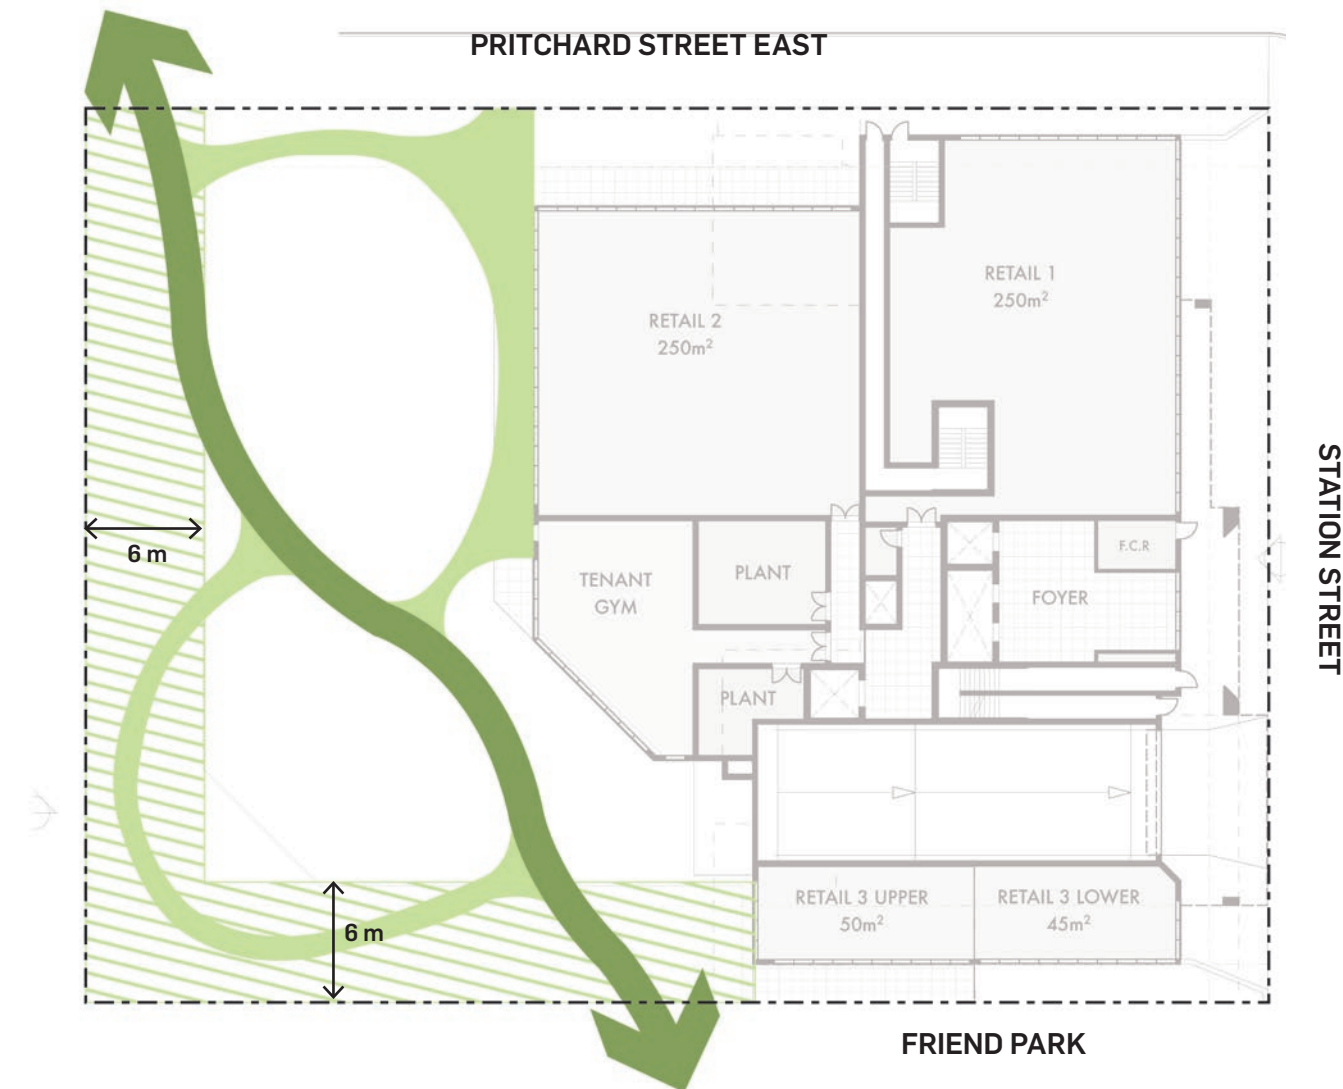 PRITCHARD STREET EAST
RETAIL 1
250m²
RETAIL 2
250m²
STATION STREET
6 m
F.C.R
TENANT
GYM
PLANT
FOYER
PLANT
RETAIL 3 UPPER
50m²
RETAIL 3 LOWER
45m²
6 m
FRIEND PARK